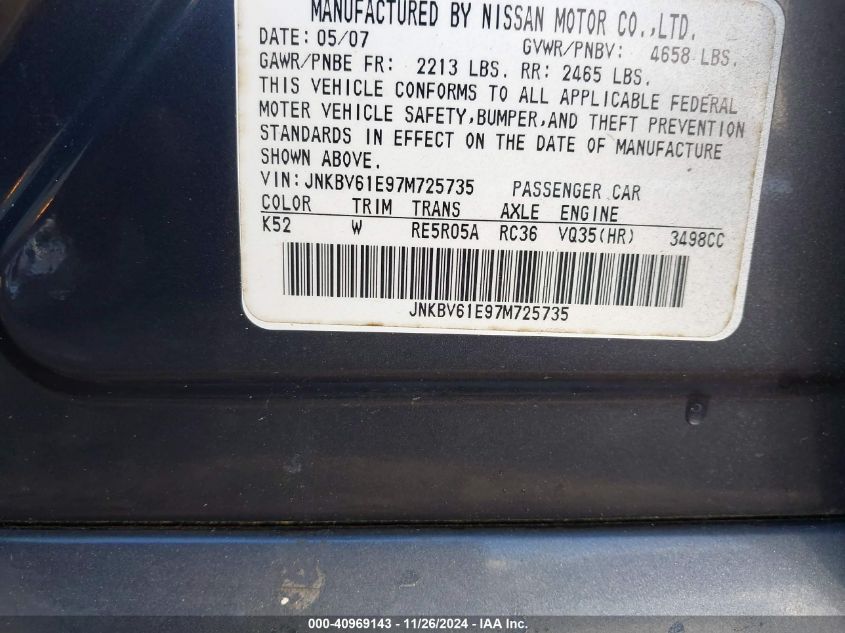 MANUFACTURED BY NISSAN MOTOR CO.,LTD.
DATE: 05/07 GVWR/PNBV: 4658 LBS.
GAWR/PNBE FR: 2213 LBS. RR: 2465 LBS.
THIS VEHICLE CONFORMS TO ALL APPLICABLE FEDERAL
MOTER VEHICLE SAFETY,BUMPER,AND THEFT PREVENTION
STANDARDS IN EFFECT ON THE DATE OF MANUFACTURE
SHOWN ABOVE.
VIN: JNKBV61E97M725735 PASSENGER CAR
COLOR TRIM TRANS AXLE ENGINE
K52 W RE5R05A RC36 VQ35(HR) 3498CC
JNKBV61E97M725735
000-40969143 - 11/26/2024 - IAA Inc.